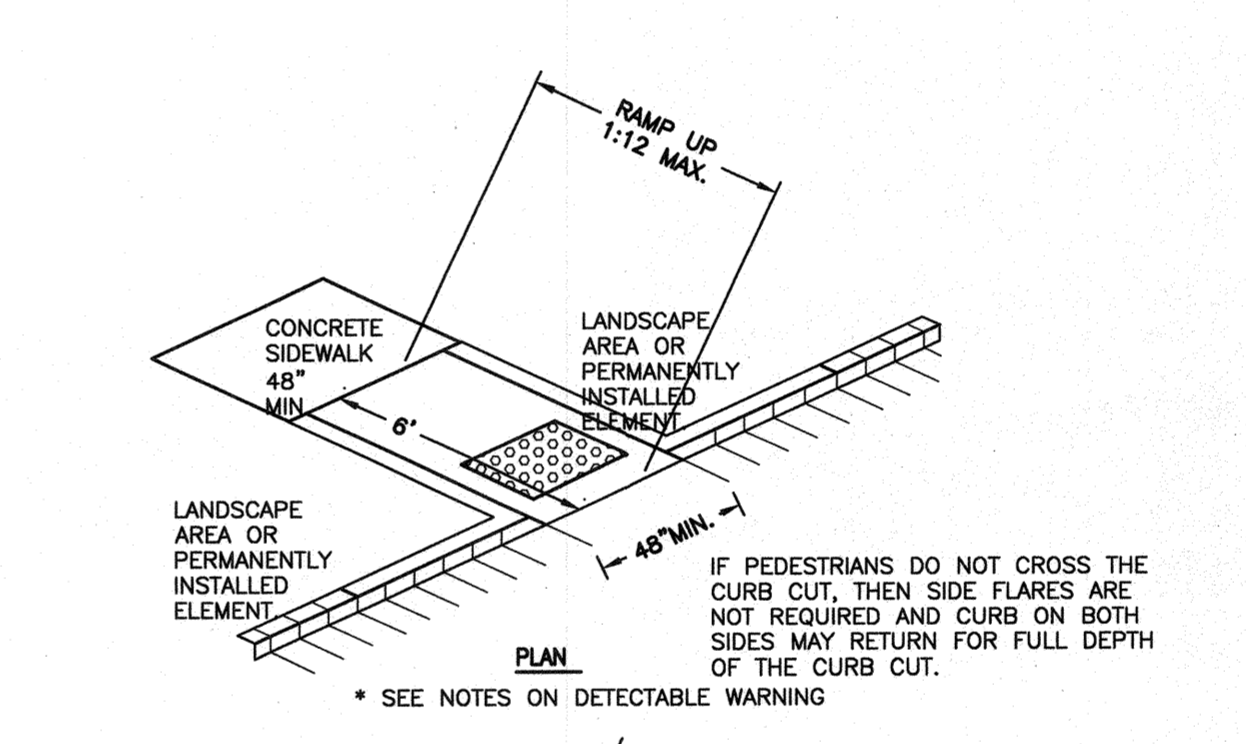 RAMP UP
1:12 MAX.
CONCRETE
SIDEWALK
48"
MIN
LANDSCAPE
AREA OR
PERMANENTLY
INSTALLED
ELEMENT.
6'
LANDSCAPE
AREA OR
PERMANENTLY
INSTALLED
ELEMENT.
48"MIN.
IF PEDESTRIANS DO NOT CROSS THE
CURB CUT, THEN SIDE FLARES ARE
NOT REQUIRED AND CURB ON BOTH
SIDES MAY RETURN FOR FULL DEPTH
OF THE CURB CUT.
PLAN
* SEE NOTES ON DETECTABLE WARNING